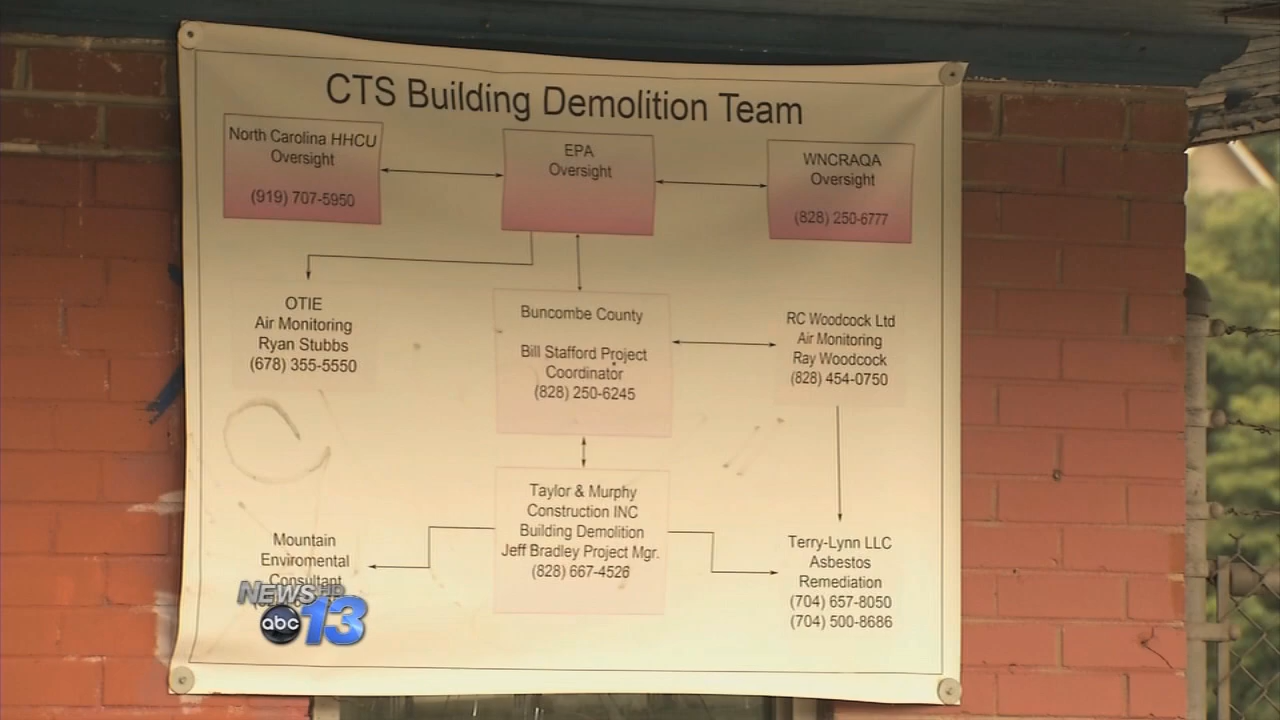 CTS Building Demolition Team
North Carolina HHCU
Oversight
(919) 707-5950
EPA
Oversight
WNCRAQA
Oversight
(828) 250-6777
OTIE
Air Monitoring
Ryan Stubbs
(678) 355-5550
Buncombe County
Bill Stafford Project
Coordinator
(828) 250-6245
RC Woodcock Ltd
Air Monitoring
Ray Woodcock
(828) 454-0750
Taylor & Murphy
Construction INC
Building Demolition
Jeff Bradley Project Mgr.
(828) 667-4526
Mountain
Enviromental
Consultant
Terry-Lynn LLC
Asbestos
Remediation
(704) 657-8050
(704) 500-8686
NEWS HD
abc 13